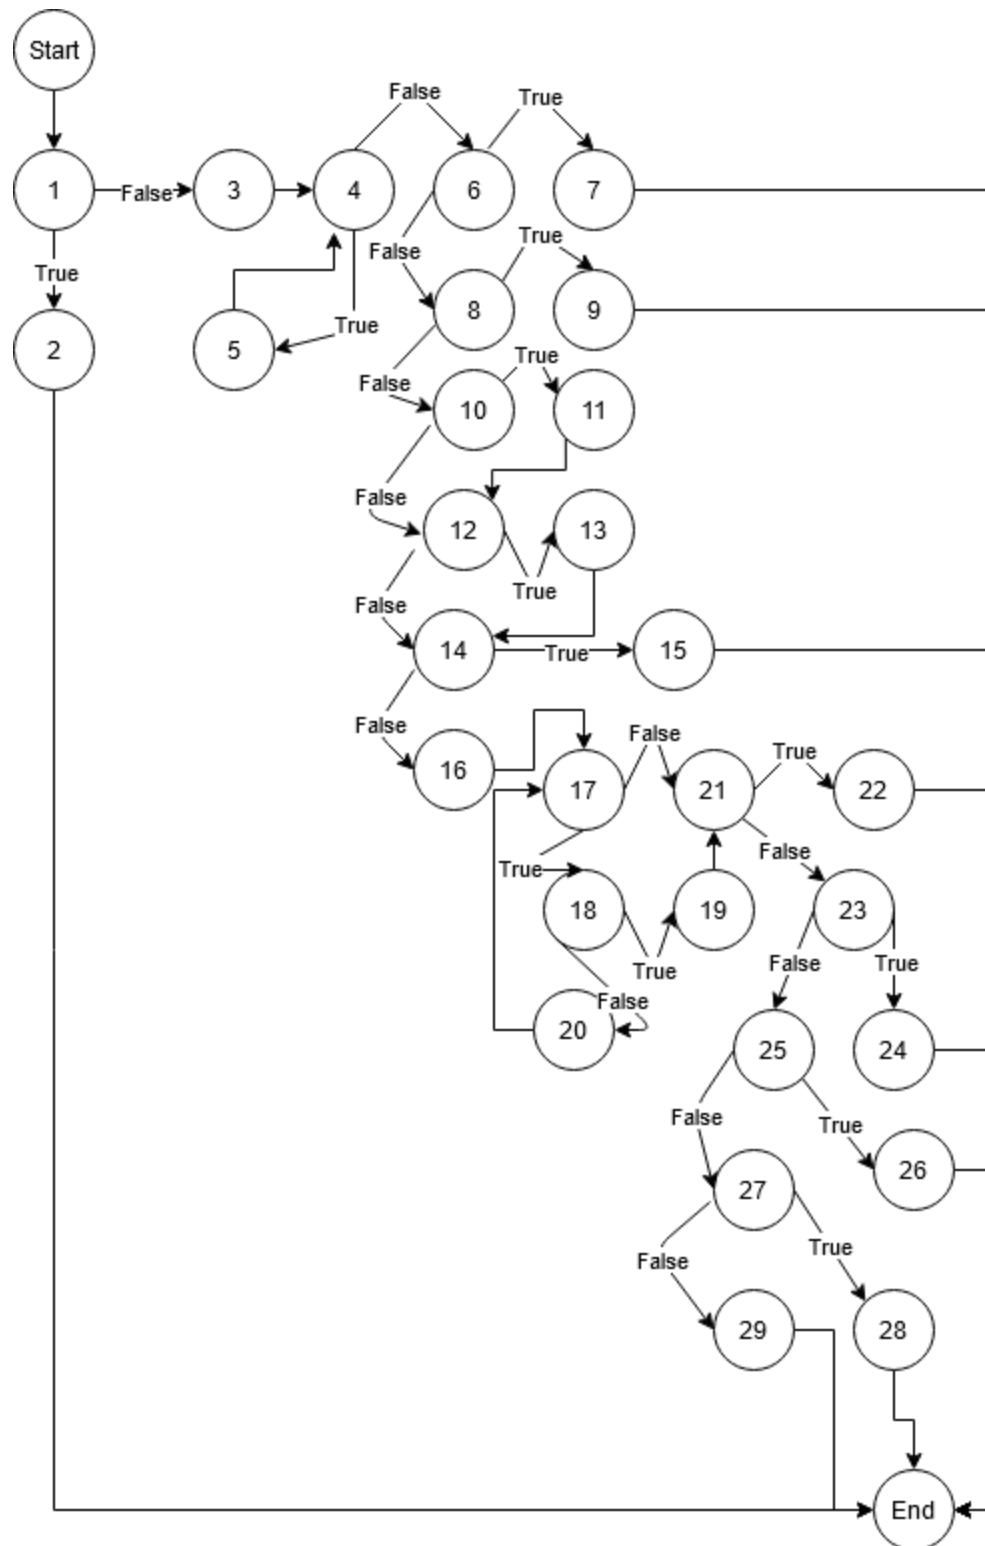 Start
False
True
1
False
3
4
6
7
True
False
True
8
9
2
5
True
True
False
10
11
False
12
13
True
False
14
True
15
False
16
False
True
17
21
22
True
False
18
19
23
True
False
True
False
20
25
24
False
True
26
27
False
True
29
28
End